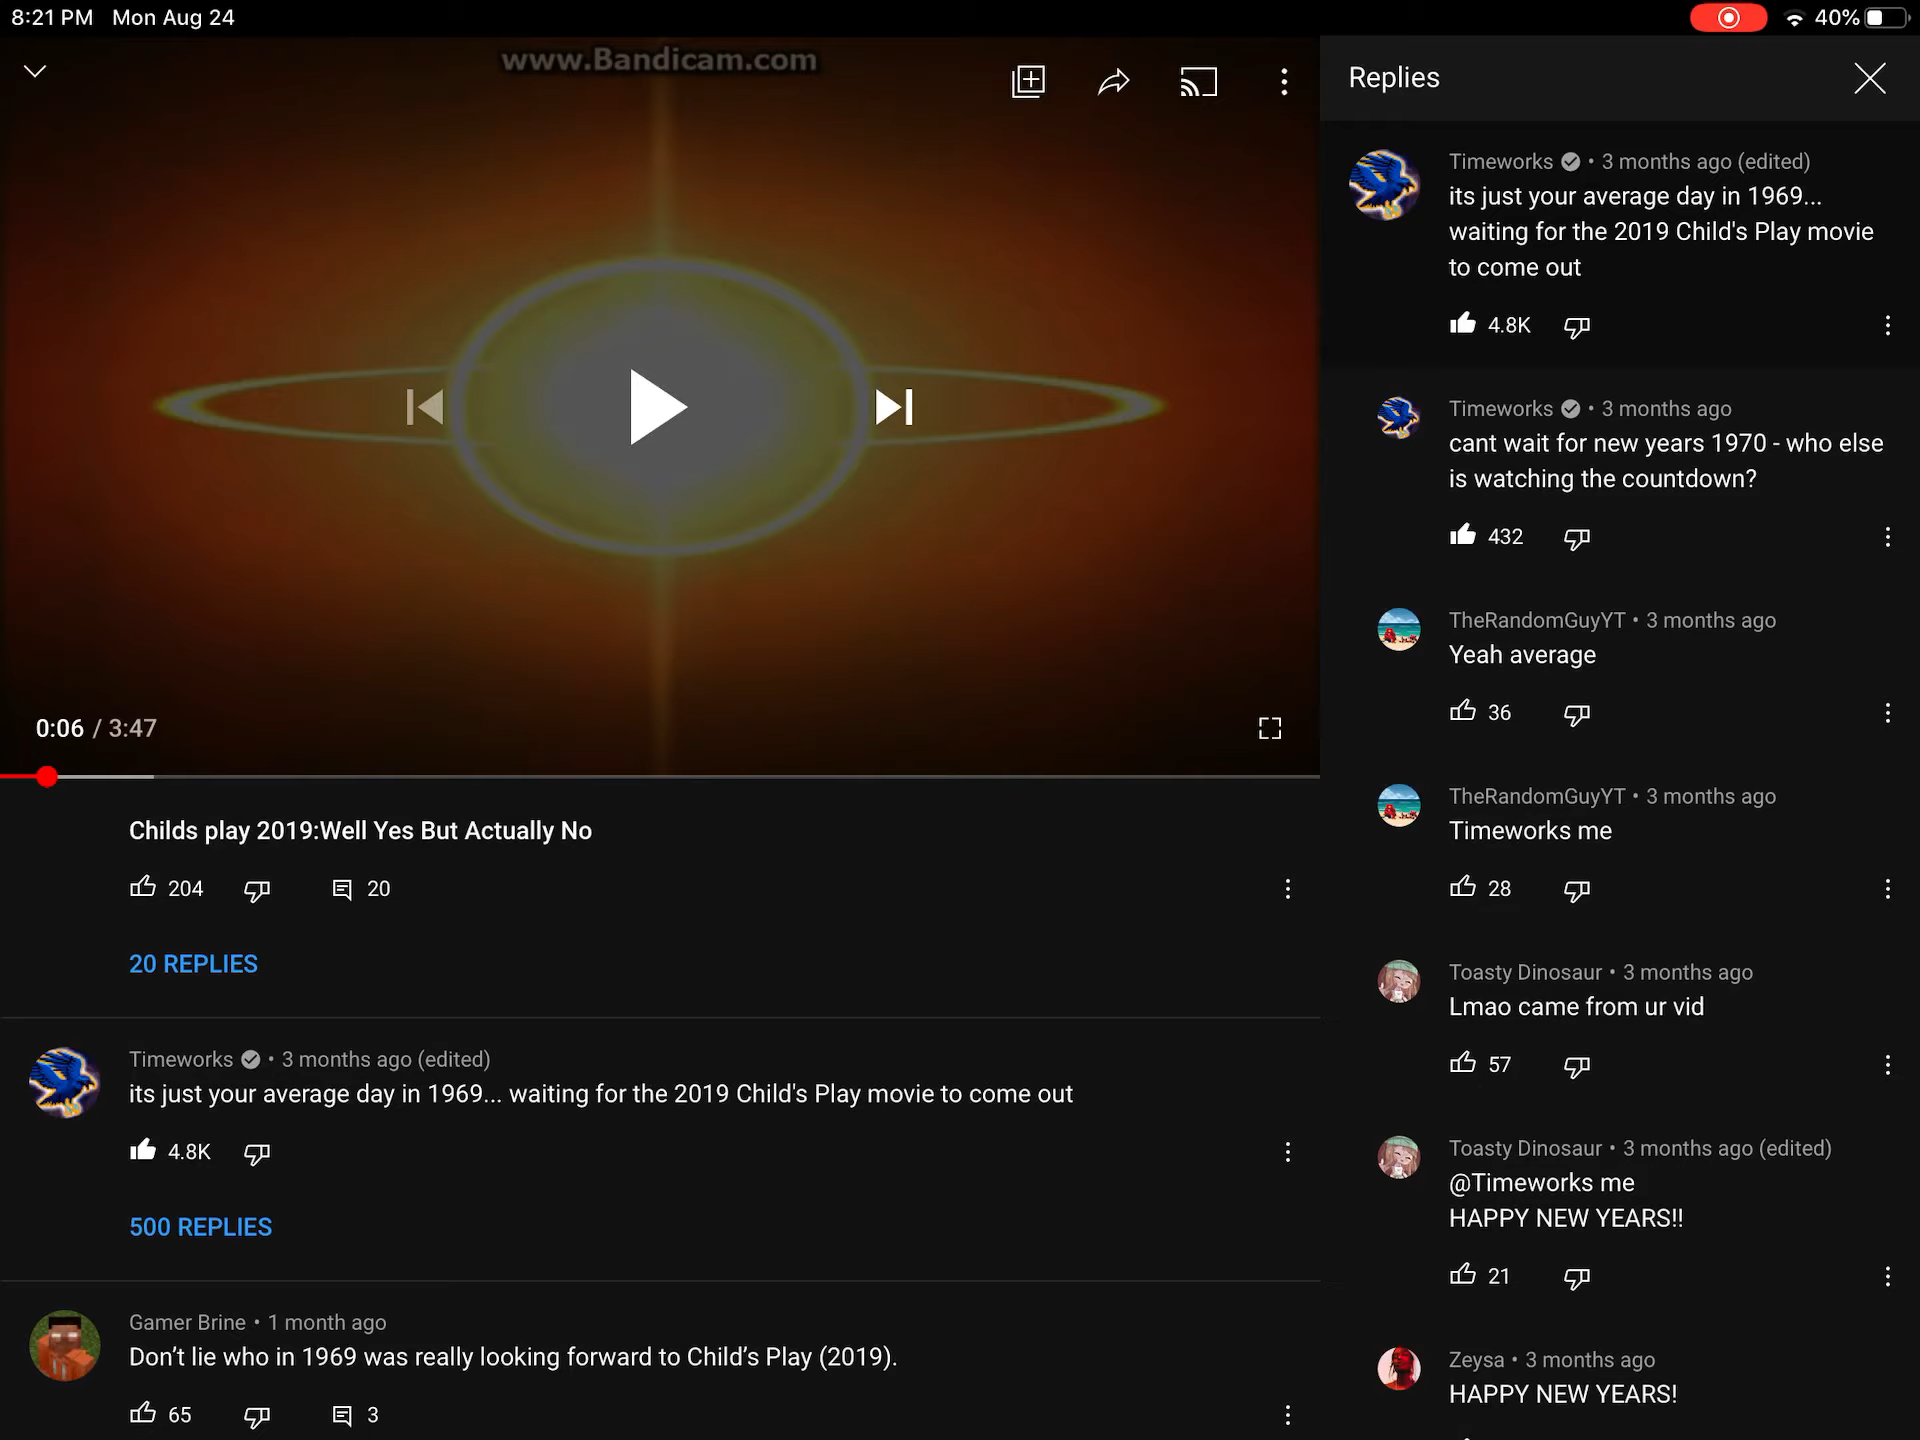 8:21 PM Mon Aug 24
40%
www.Bandicam.com
0:06 / 3:47
Childs play 2019:Well Yes But Actually No
204 20
20 REPLIES
Timeworks • 3 months ago (edited)
its just your average day in 1969... waiting for the 2019 Child's Play movie to come out
4.8K
500 REPLIES
Gamer Brine • 1 month ago
Don’t lie who in 1969 was really looking forward to Child’s Play (2019).
65 3
Replies
Timeworks • 3 months ago (edited)
its just your average day in 1969...
waiting for the 2019 Child's Play movie
to come out
4.8K
Timeworks • 3 months ago
cant wait for new years 1970 - who else
is watching the countdown?
432
TheRandomGuyYT • 3 months ago
Yeah average
36
TheRandomGuyYT • 3 months ago
Timeworks me
28
Toasty Dinosaur • 3 months ago
Lmao came from ur vid
57
Toasty Dinosaur • 3 months ago (edited)
@Timeworks me
HAPPY NEW YEARS!!
21
Zeysa • 3 months ago
HAPPY NEW YEARS!